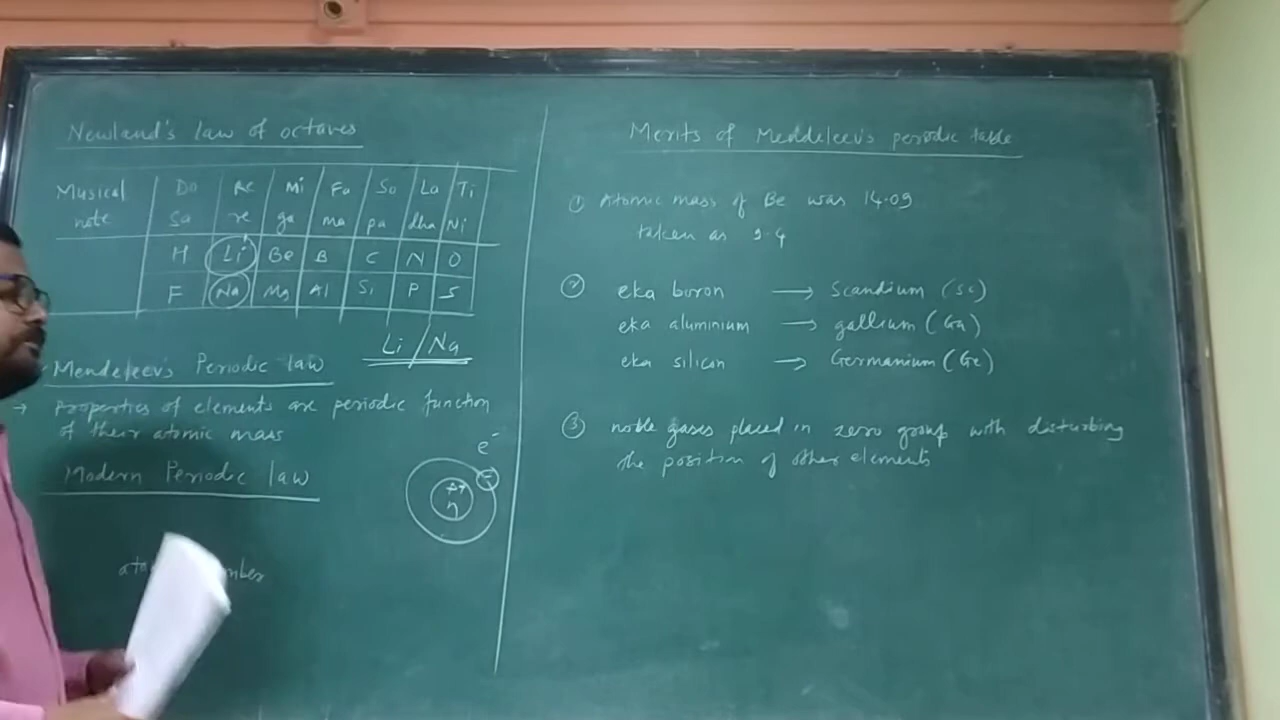 Newland's law of octaves
Musical note Do Re Mi Fa So La Ti
Sa re ga ma pa dha Ni
H Li Be B C N O
F Na Mg Al Si P S
Li / Na
Mendeleev's Periodic law
→ Properties of elements are periodic function
of their atomic mass
Modern Periodic law
e⁻
-
P+
n
Merits of Mendeleev's periodic table
① Atomic mass of Be was 14.09
taken as 9.4
② eka boron → Scandium (Sc)
eka aluminium → gallium (Ga)
eka silicon → Germanium (Ge)
③ noble gases placed in zero group with disturbing
the position of other elements